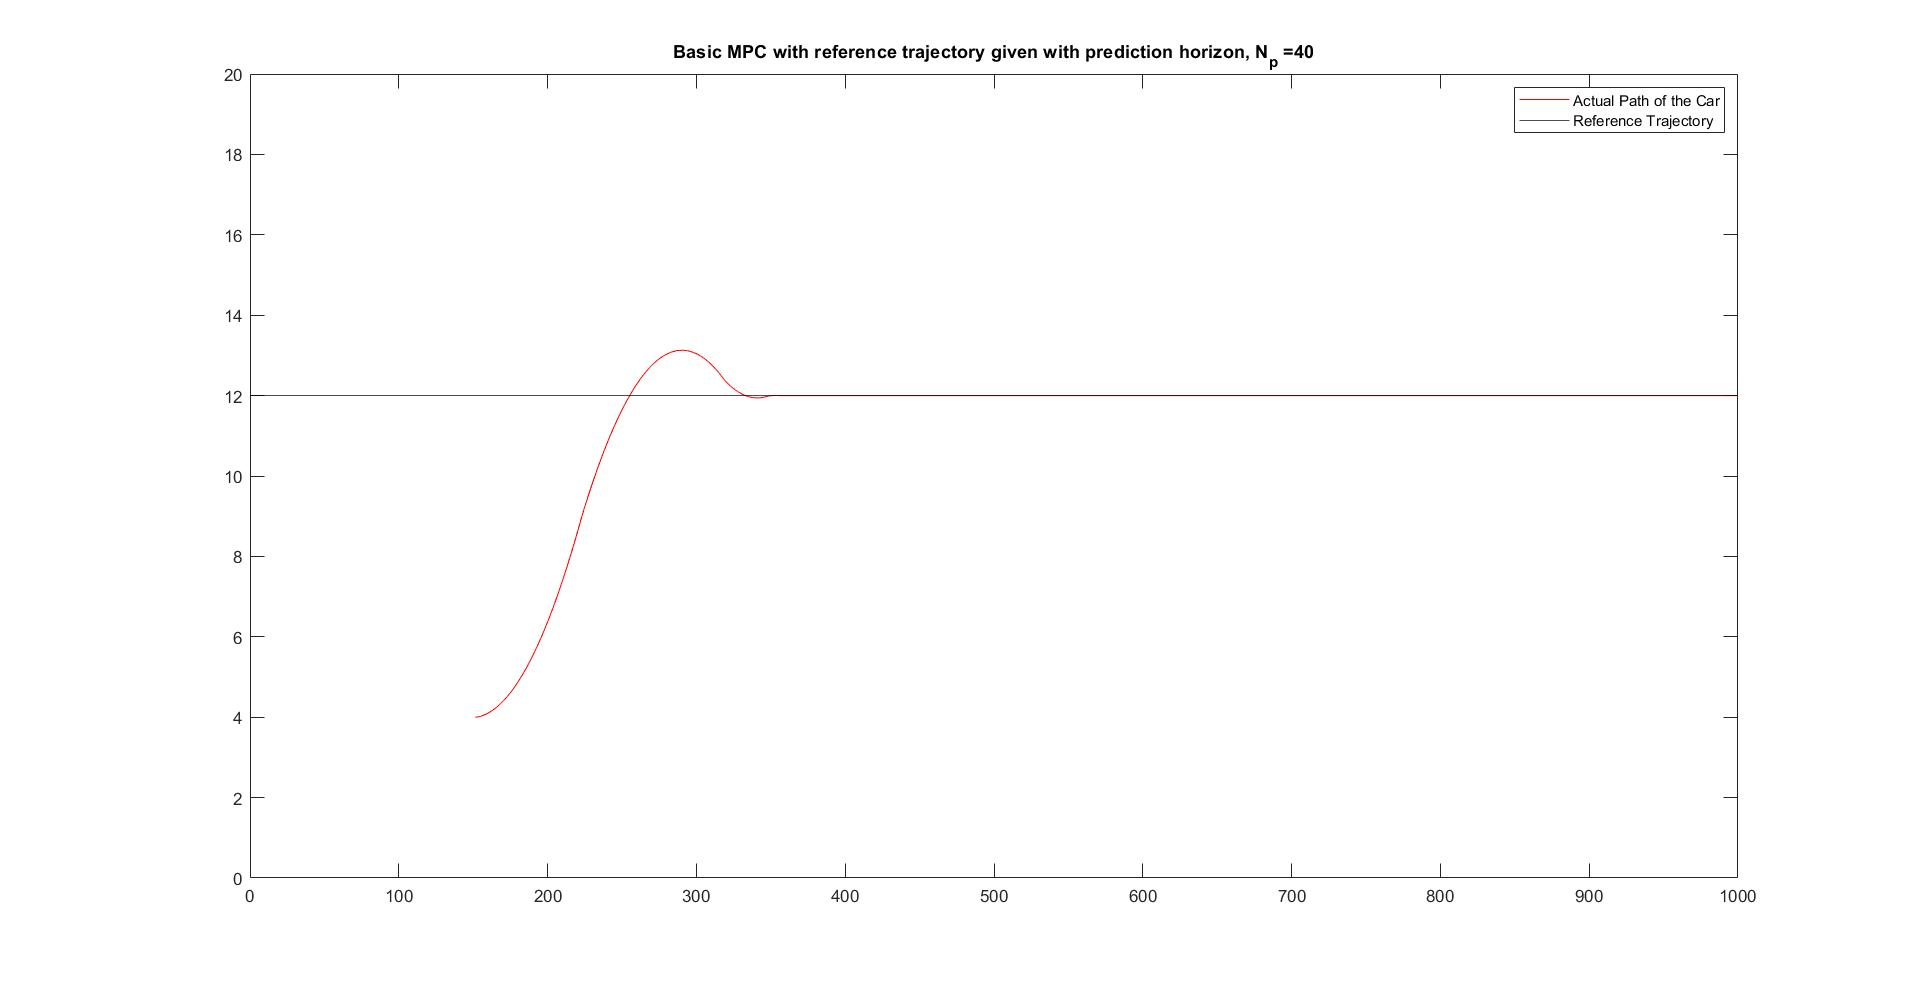 Basic MPC with reference trajectory given with prediction horizon, Np =40
20
18
16
14
12
10
8
6
4
2
0
Actual Path of the Car
Reference Trajectory
0 100 200 300 400 500 600 700 800 900 1000